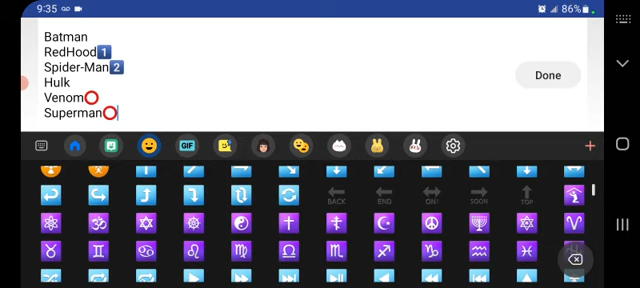 9:35
86%
Batman
RedHood1️⃣
Spider-Man2️⃣
Hulk
Venom⭕
Superman⭕
Done
GIF
BACK END ON! SOON TOP